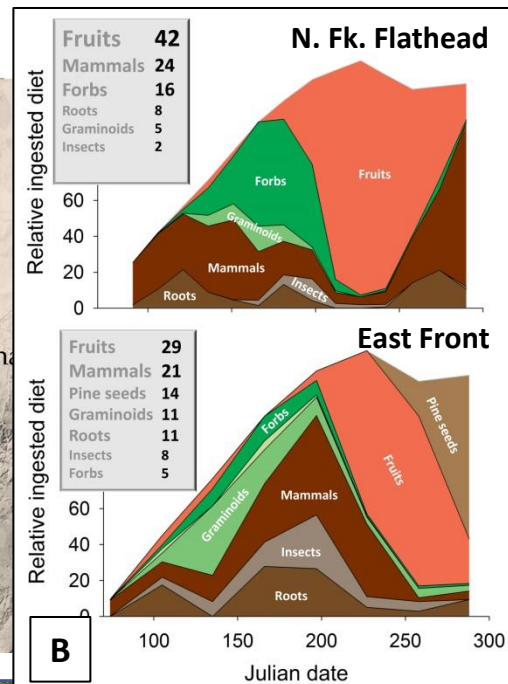 N. Fk. Flathead
Fruits 42
Mammals 24
Forbs 16
Roots 8
Graminoids 5
Insects 2
Relative ingested diet
60
40
20
0
Forbs
Fruits
Graminoids
Mammals
Insects
Roots
East Front
Fruits 29
Mammals 21
Pine seeds 14
Graminoids 11
Roots 11
Insects 8
Forbs 5
Relative ingested diet
60
40
20
0
Forbs
Pine seeds
Fruits
Graminoids
Mammals
Insects
Roots
100 150 200 250 300
Julian date
B